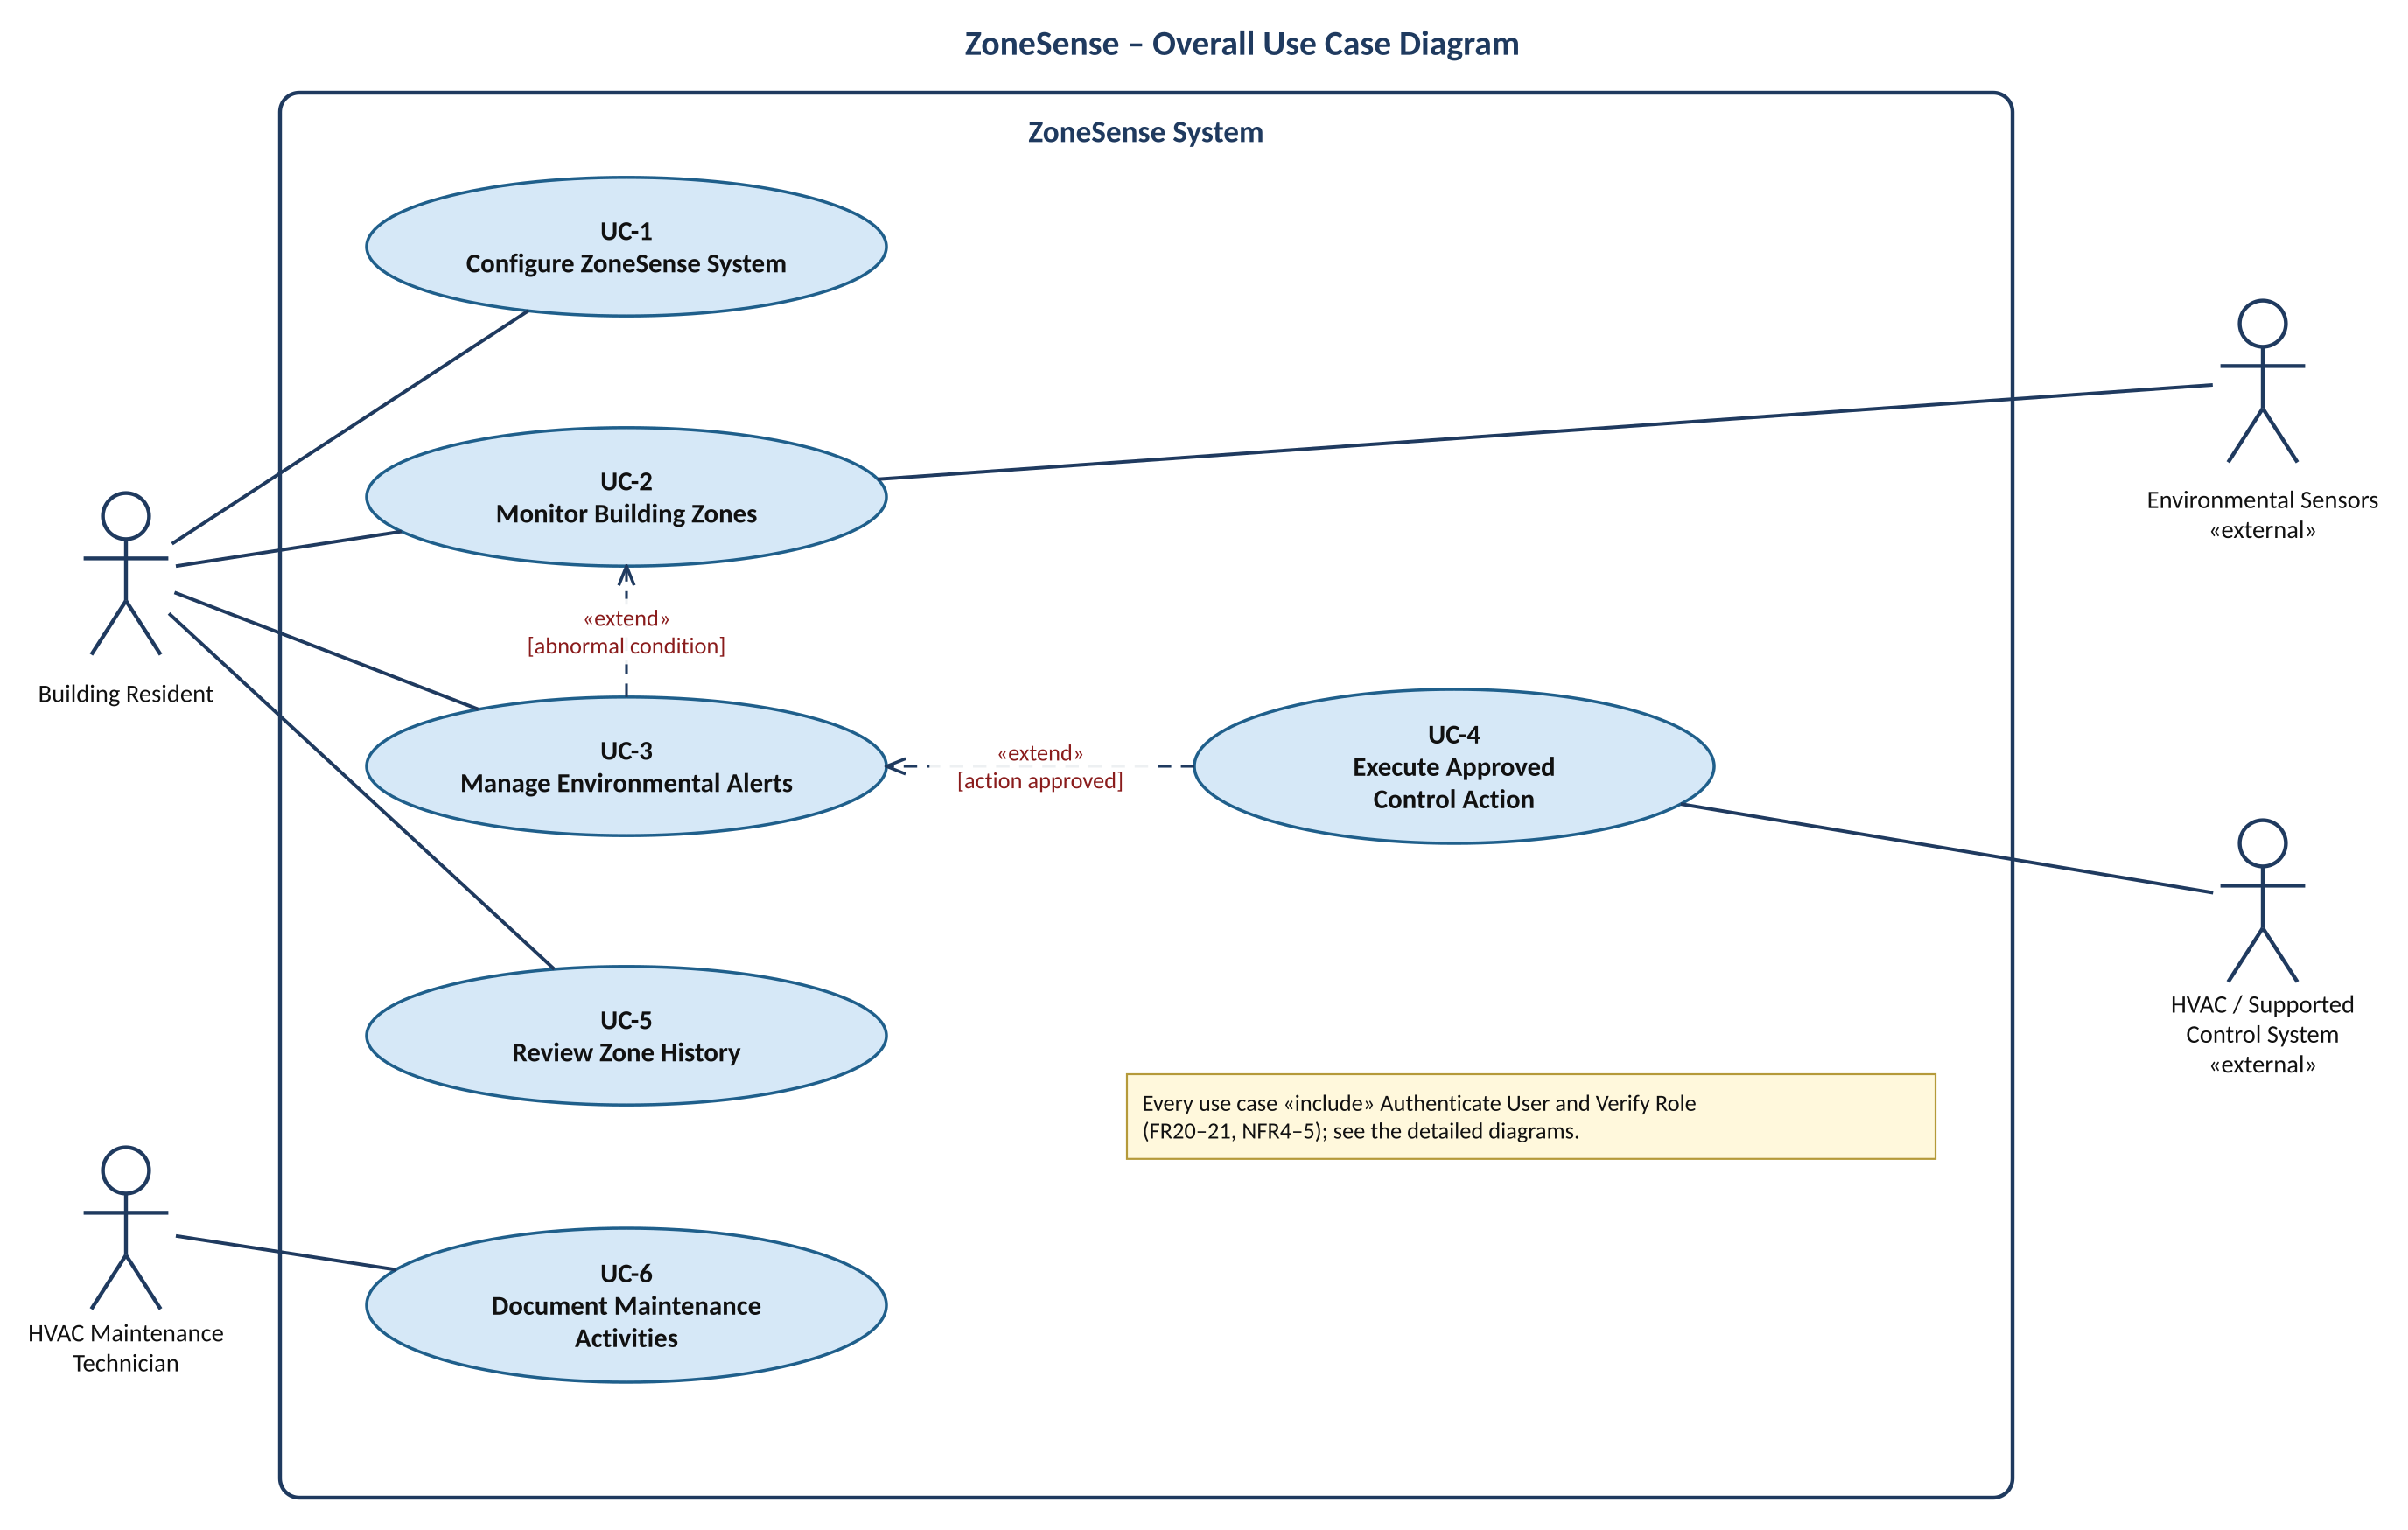 ZoneSense – Overall Use Case Diagram
ZoneSense System
UC-1
Configure ZoneSense System
UC-2
Monitor Building Zones
Environmental Sensors
«external»
«extend»
[abnormal condition]
Building Resident
UC-3
Manage Environmental Alerts
«extend»
[action approved]
UC-4
Execute Approved
Control Action
HVAC / Supported
Control System
«external»
UC-5
Review Zone History
Every use case «include» Authenticate User and Verify Role
(FR20–21, NFR4–5); see the detailed diagrams.
UC-6
Document Maintenance
Activities
HVAC Maintenance
Technician